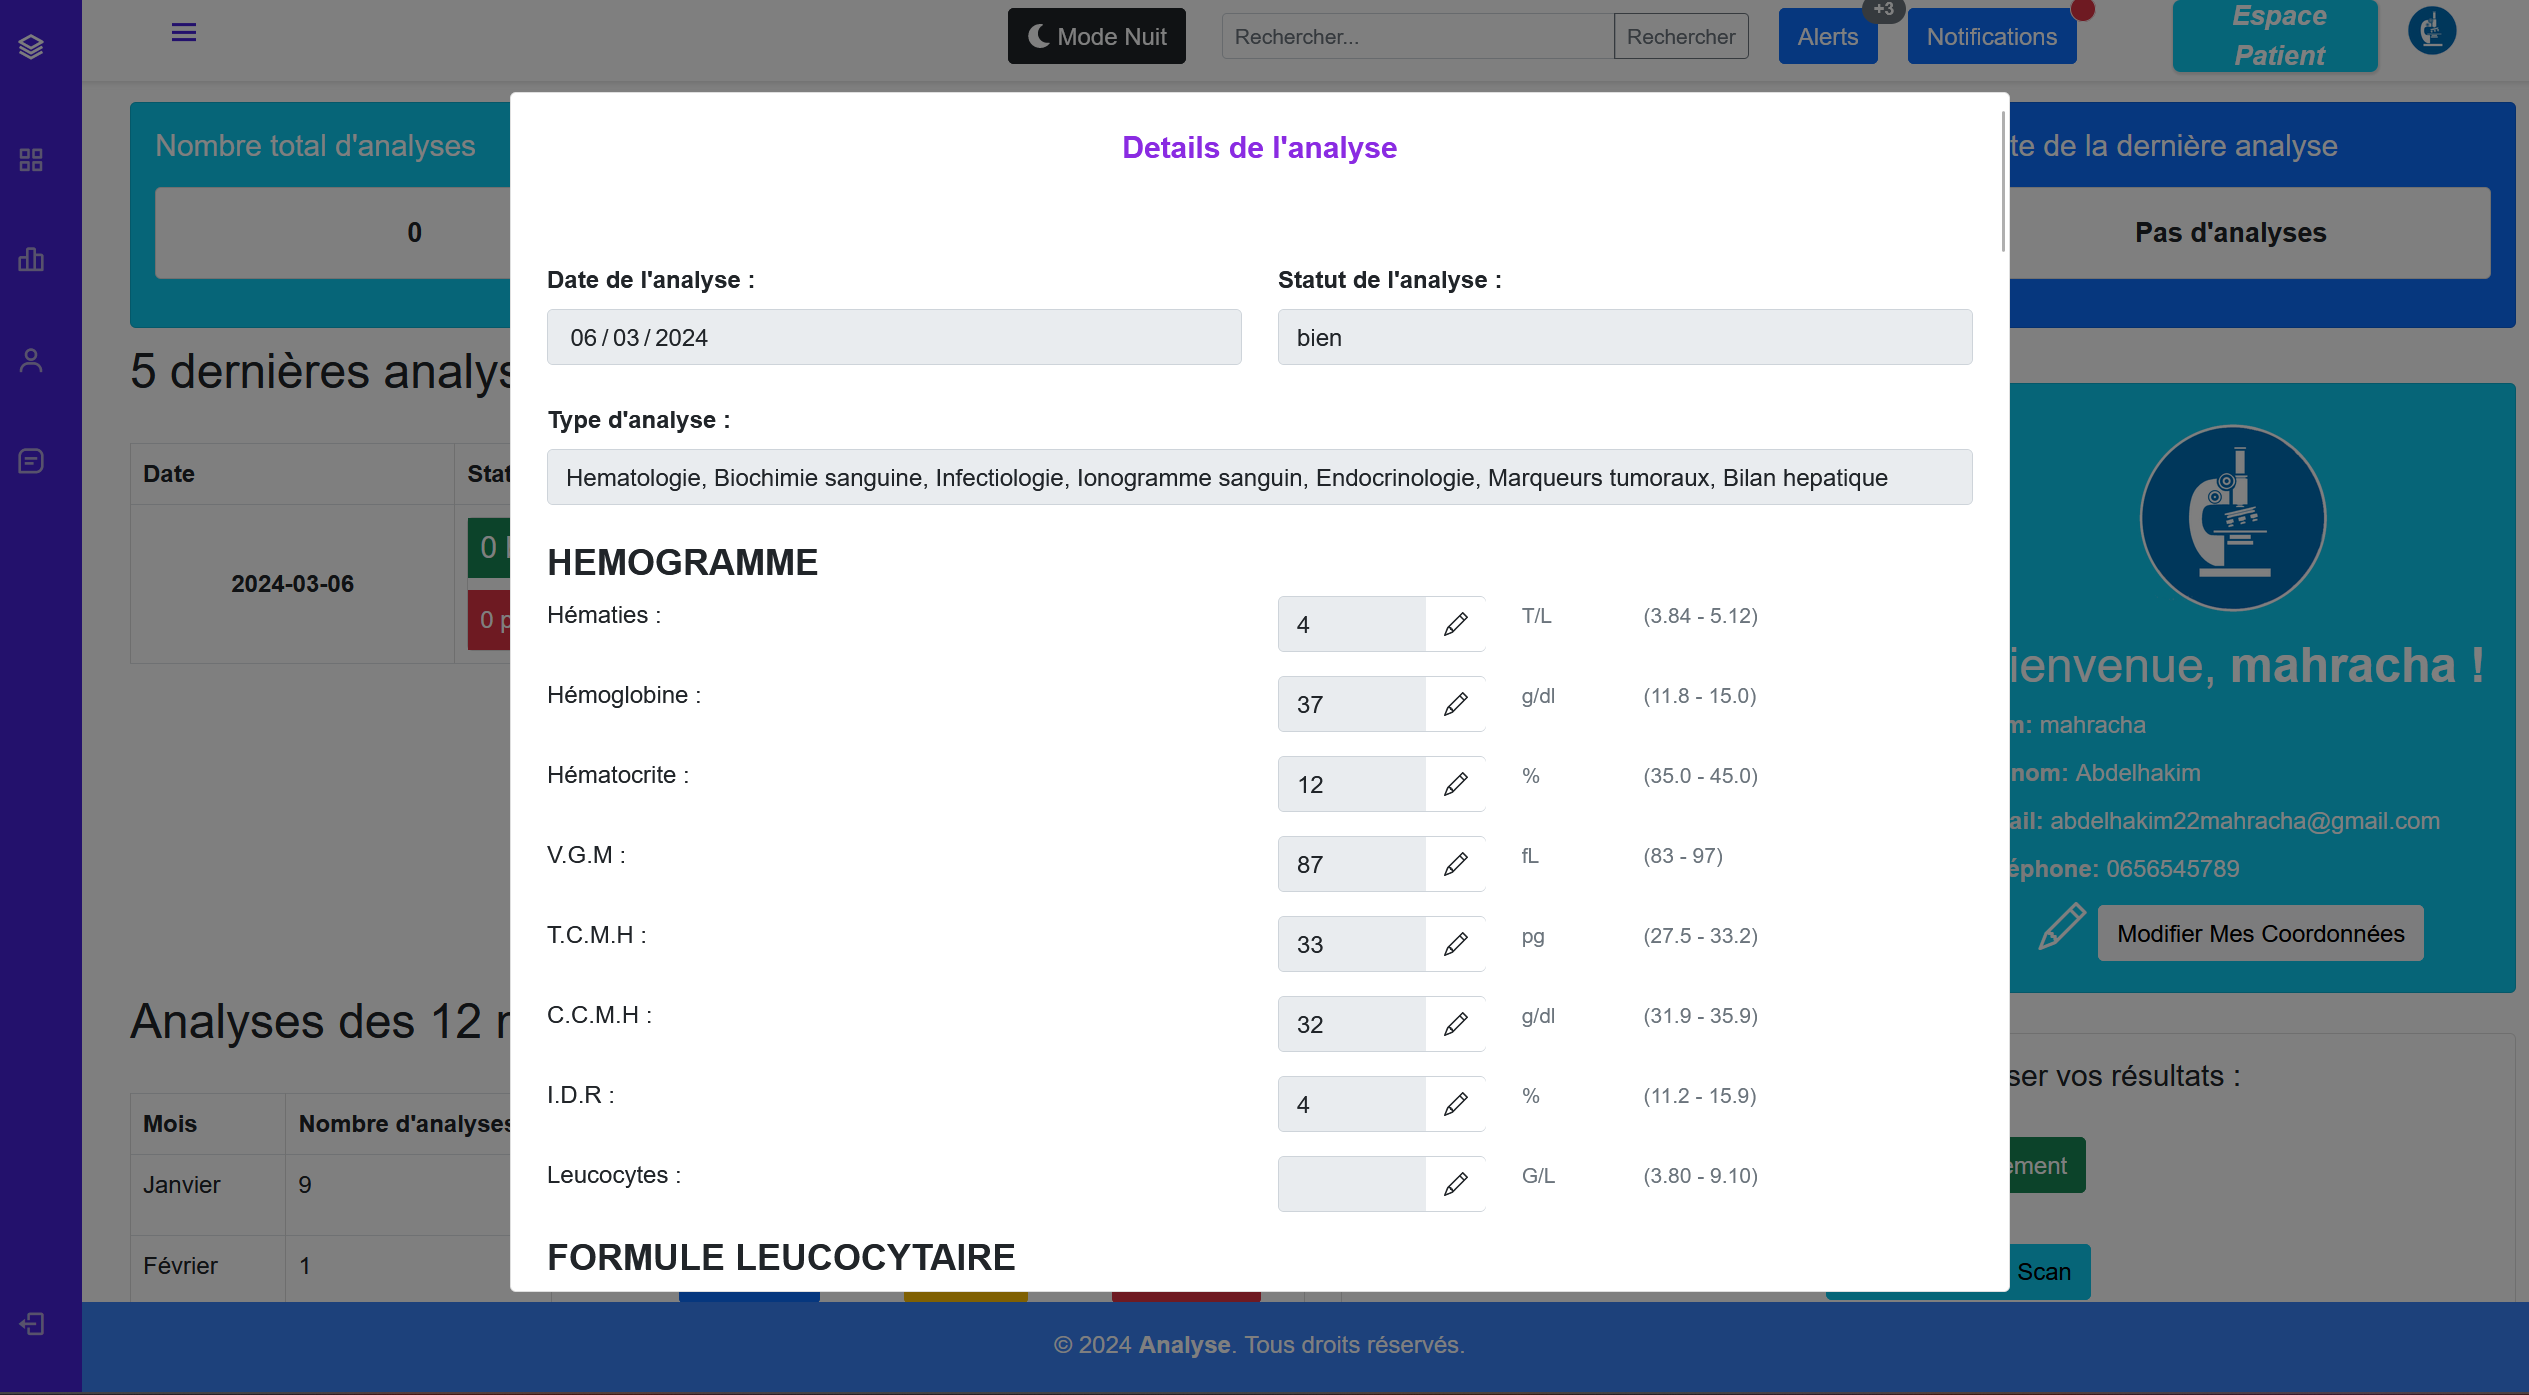 Mode Nuit
Rechercher...
Rechercher
Alerts
+3
Notifications
Espace
Patient
Nombre total d'analyses
0
te de la dernière analyse
Pas d'analyses
5 dernières analys
Date
Stat
2024-03-06
0
0 p
Details de l'analyse
Date de l'analyse :
06/03/2024
Statut de l'analyse :
bien
Type d'analyse :
Hematologie, Biochimie sanguine, Infectiologie, Ionogramme sanguin, Endocrinologie, Marqueurs tumoraux, Bilan hepatique
HEMOGRAMME
Hématies : 4 T/L (3.84 - 5.12)
Hémoglobine : 37 g/dl (11.8 - 15.0)
Hématocrite : 12 % (35.0 - 45.0)
V.G.M : 87 fL (83 - 97)
T.C.M.H : 33 pg (27.5 - 33.2)
C.C.M.H : 32 g/dl (31.9 - 35.9)
I.D.R : 4 % (11.2 - 15.9)
Leucocytes : G/L (3.80 - 9.10)
FORMULE LEUCOCYTAIRE
ienvenue, mahracha !
m: mahracha
nom: Abdelhakim
ail: abdelhakim22mahracha@gmail.com
éphone: 0656545789
Modifier Mes Coordonnées
Analyses des 12
Mois
Nombre d'analyses
Janvier
9
Février
1
ser vos résultats :
ement
Scan
© 2024 Analyse. Tous droits réservés.